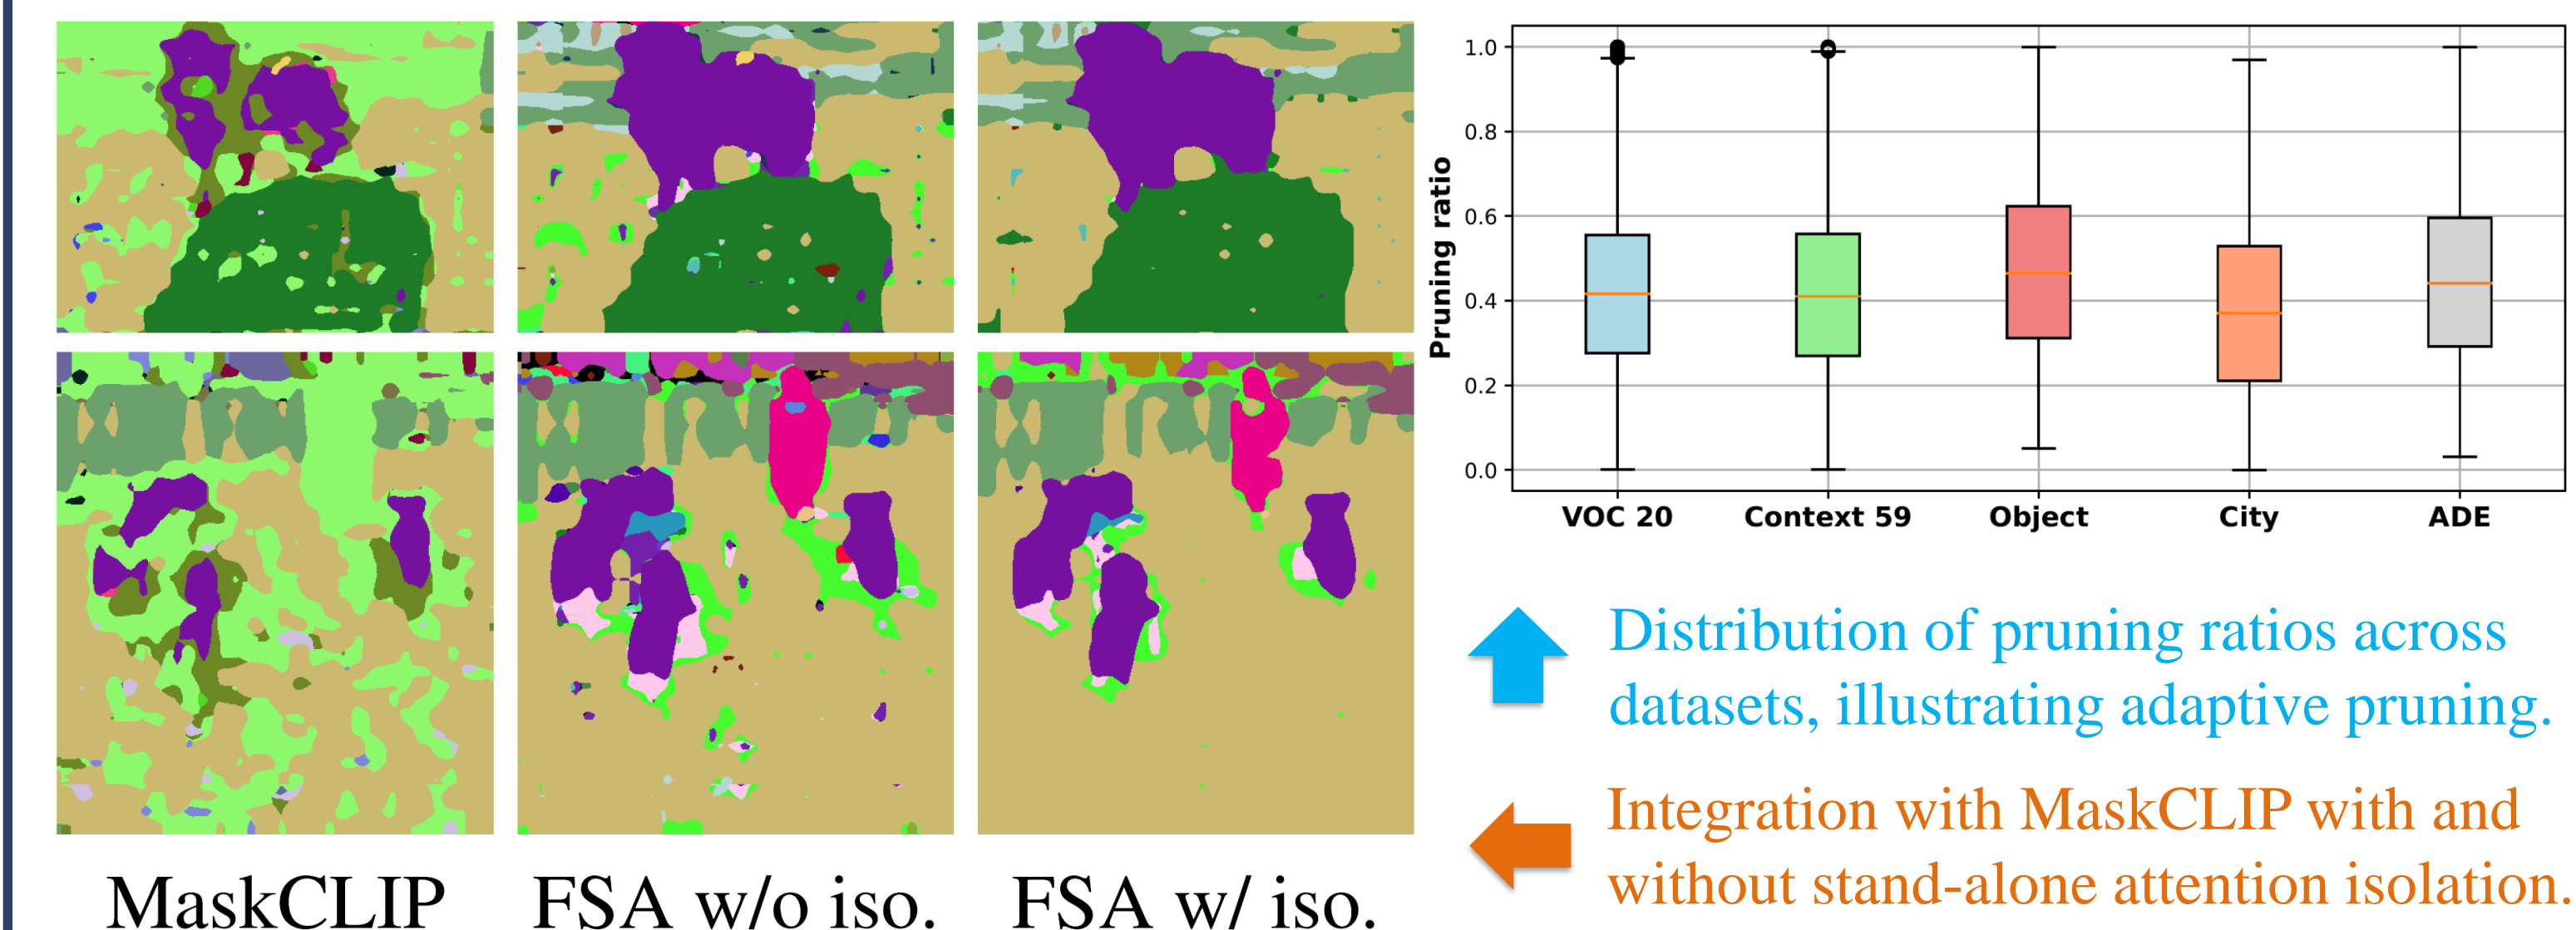 MaskCLIP
FSA w/o iso.
FSA w/ iso.
Pruning ratio
1.0
0.8
0.6
0.4
0.2
0.0
VOC 20
Context 59
Object
City
ADE
Distribution of pruning ratios across
datasets, illustrating adaptive pruning.
Integration with MaskCLIP with and
without stand-alone attention isolation.